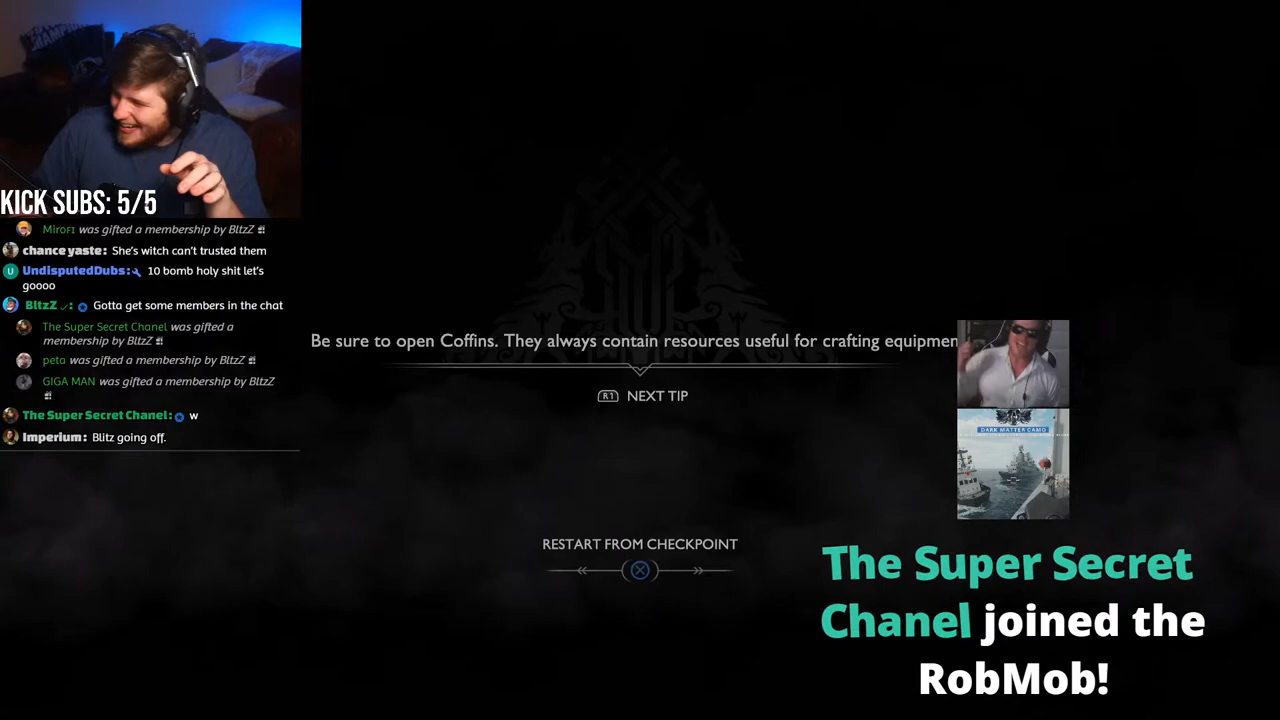 CHAMPION
KICK SUBS: 5/5
Mirofi was gifted a membership by BltzZ
chance yaste: She's witch can't trusted them
UndisputedDubs: 10 bomb holy shit let's
goooo
BltzZ: Gotta get some members in the chat
The Super Secret Chanel was gifted a
membership by BltzZ
peta was gifted a membership by BltzZ
GIGA MAN was gifted a membership by BltzZ
The Super Secret Chanel: w
Imperium: Blitz going off.
Be sure to open Coffins. They always contain resources useful for crafting equipmen
R1 NEXT TIP
DARK MATTER CAMO
RESTART FROM CHECKPOINT
The Super Secret
Chanel joined the
RobMob!